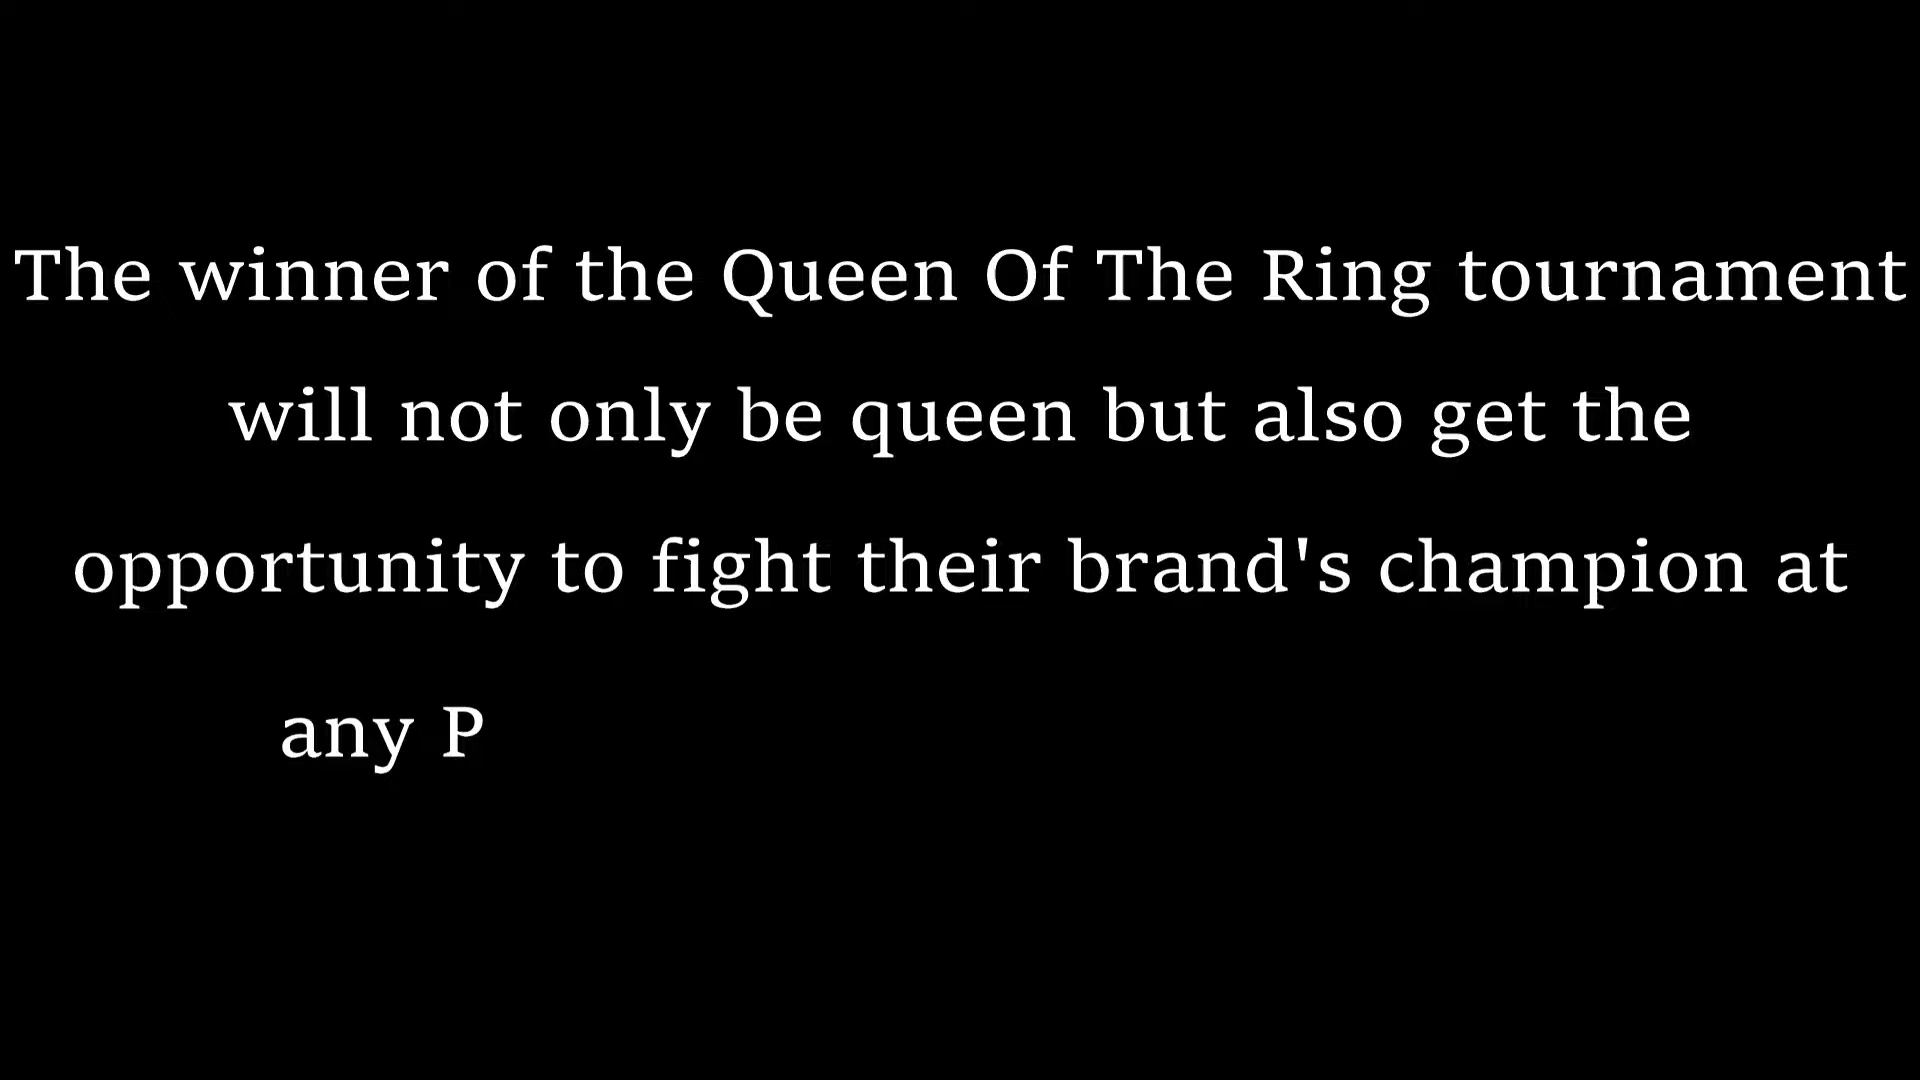 The winner of the Queen Of The Ring tournament
will not only be queen but also get the
opportunity to fight their brand's champion at
any P